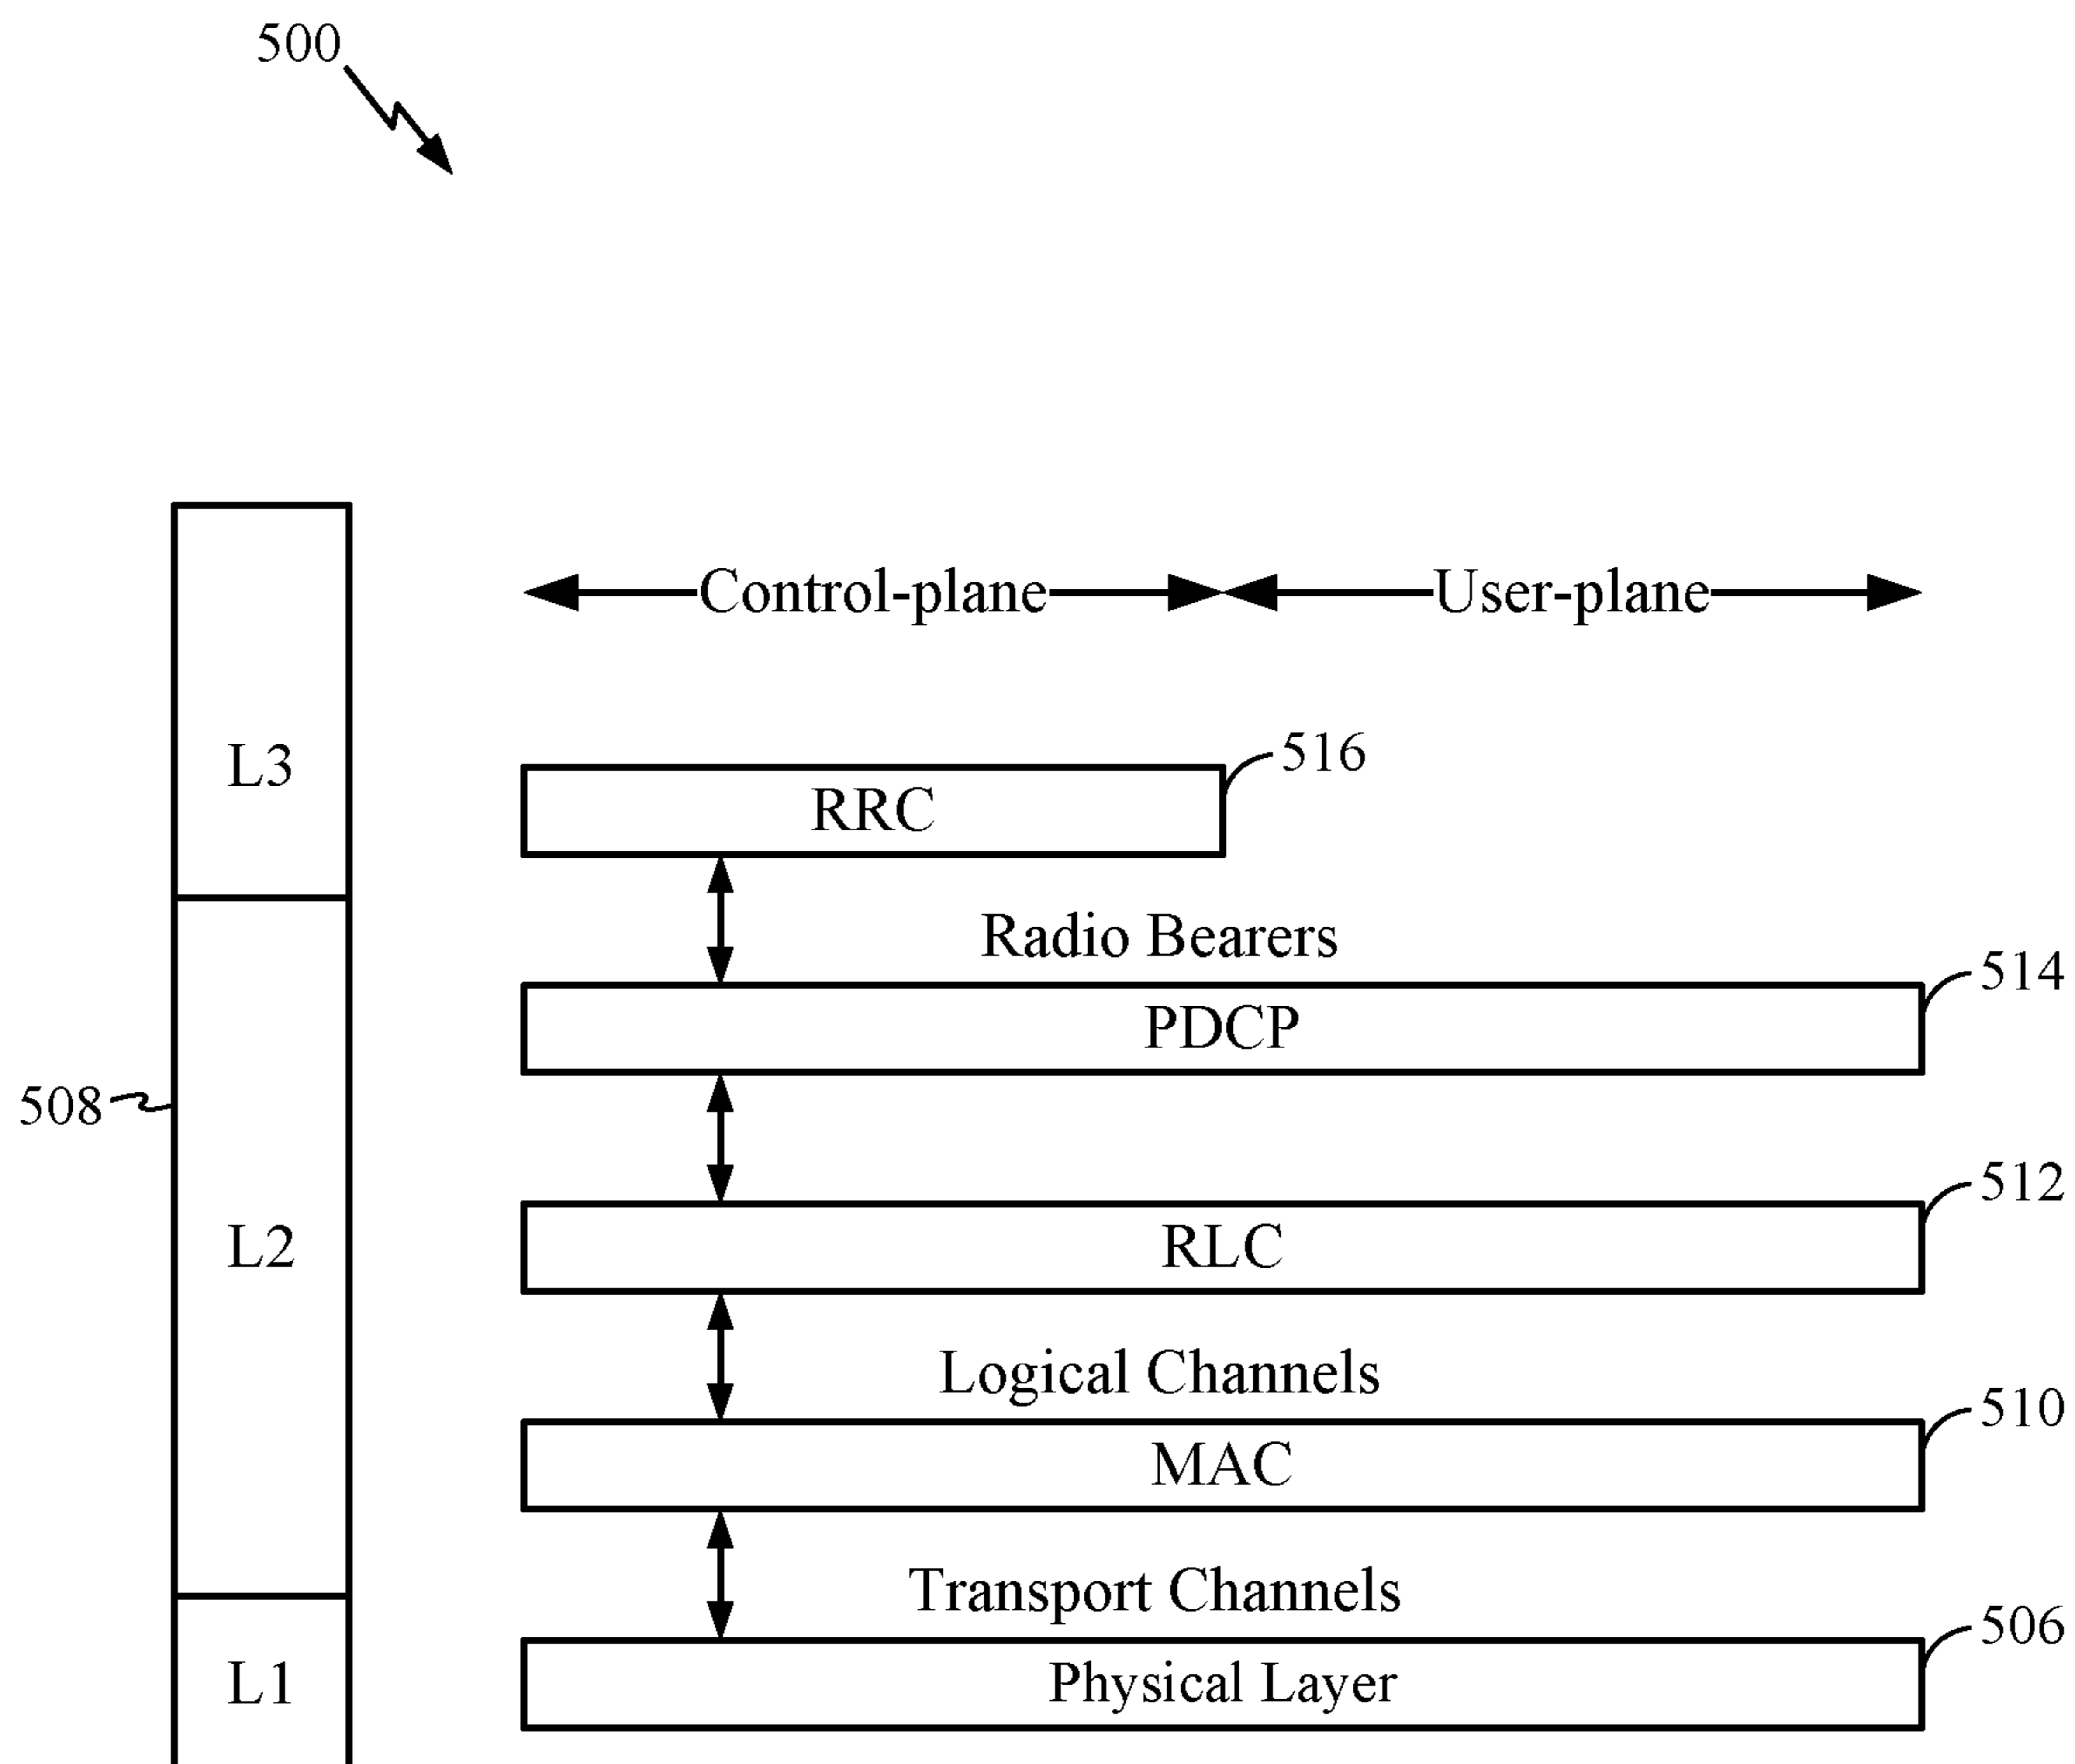 500
Control-plane
User-plane
L3
516
RRC
Radio Bearers
514
PDCP
508
512
L2
RLC
Logical Channels
510
MAC
Transport Channels
506
L1
Physical Layer